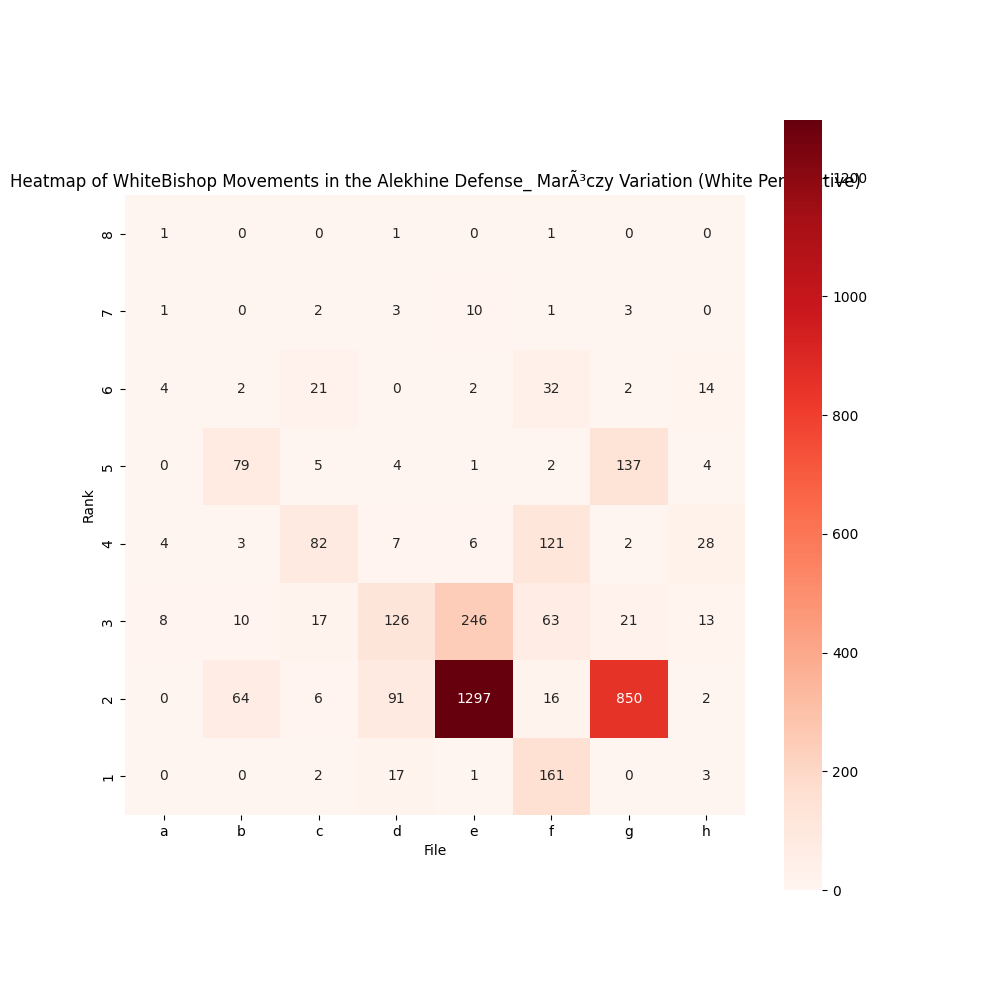 Heatmap of WhiteBishop Movements in the Alekhine Defense_ MarÃ³czy Variation (White Perspective)
8 1 0 0 1 0 1 0 0
7 1 0 2 3 10 1 3 0
6 4 2 21 0 2 32 2 14
5 0 79 5 4 1 2 137 4
4 4 3 82 7 6 121 2 28
3 8 10 17 126 246 63 21 13
2 0 64 6 91 1297 16 850 2
1 0 0 2 17 1 161 0 3
a b c d e f g h
File
Rank
1200
1000
800
600
400
200
0